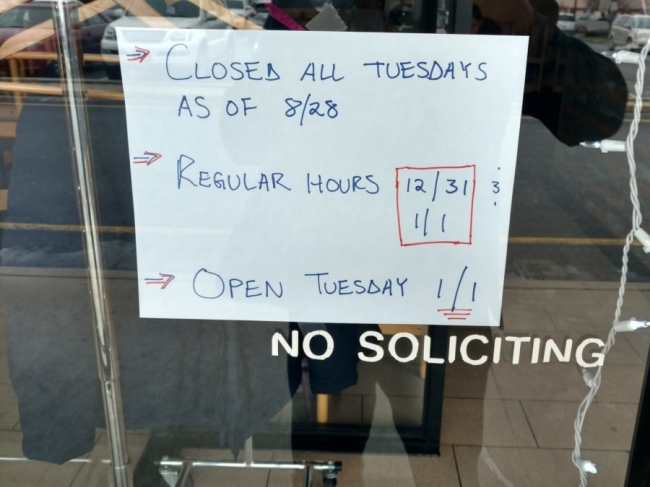 ⇒ CLOSED ALL TUESDAYS
AS OF 8/28
⇒ REGULAR HOURS 12/31
1/1
⇒ OPEN TUESDAY 1/1
NO SOLICITING